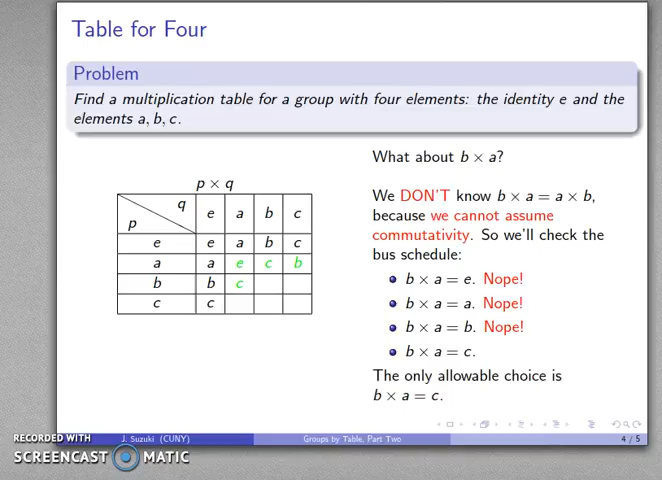 Table for Four
Problem
Find a multiplication table for a group with four elements: the identity e and the
elements a, b, c.
What about b × a?
p × q
q
p
e a b c
e e a b c
a a e c b
b b c
c c
We DON'T know b × a = a × b,
because we cannot assume
commutativity. So we'll check the
bus schedule:
b × a = e. Nope!
b × a = a. Nope!
b × a = b. Nope!
b × a = c.
The only allowable choice is
b × a = c.
J. Suzuki (CUNY) Groups by Table, Part Two 4 / 5
RECORDED WITH
SCREENCAST MATIC